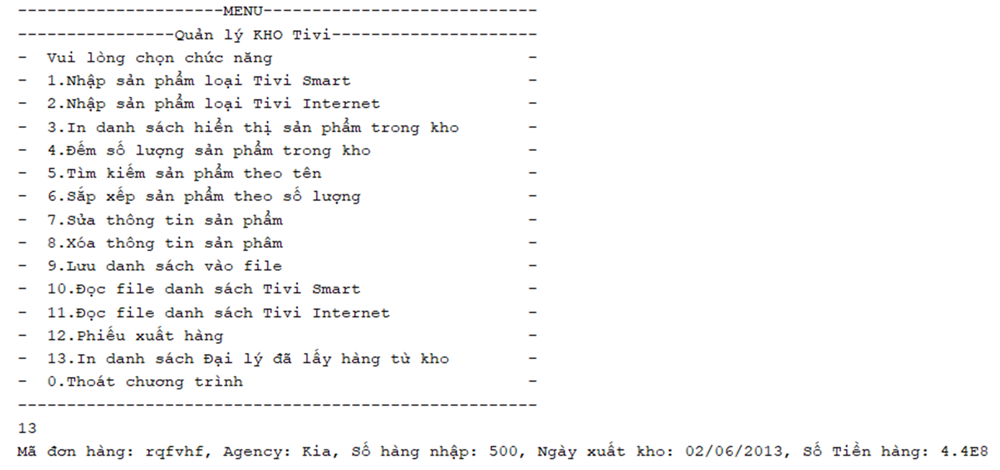 ---------------------MENU----------------------------
----------------Quản lý KHO Tivi---------------------
-  Vui lòng chọn chức năng                          -
-  1.Nhập sản phẩm loại Tivi Smart                  -
-  2.Nhập sản phẩm loại Tivi Internet               -
-  3.In danh sách hiển thị sản phẩm trong kho       -
-  4.Đếm số lượng sản phẩm trong kho                -
-  5.Tìm kiếm sản phẩm theo tên                     -
-  6.Sắp xếp sản phẩm theo số lượng                 -
-  7.Sửa thông tin sản phẩm                         -
-  8.Xóa thông tin sản phâm                         -
-  9.Lưu danh sách vào file                         -
-  10.Đọc file danh sách Tivi Smart                 -
-  11.Đọc file danh sách Tivi Internet              -
-  12.Phiếu xuất hàng                               -
-  13.In danh sách Đại lý đã lấy hàng từ kho        -
-  0.Thoát chương trình                             -
-----------------------------------------------------
13
Mã đơn hàng: rqfvhf, Agency: Kia, Số hàng nhập: 500, Ngày xuất kho: 02/06/2013, Số Tiền hàng: 4.4E8